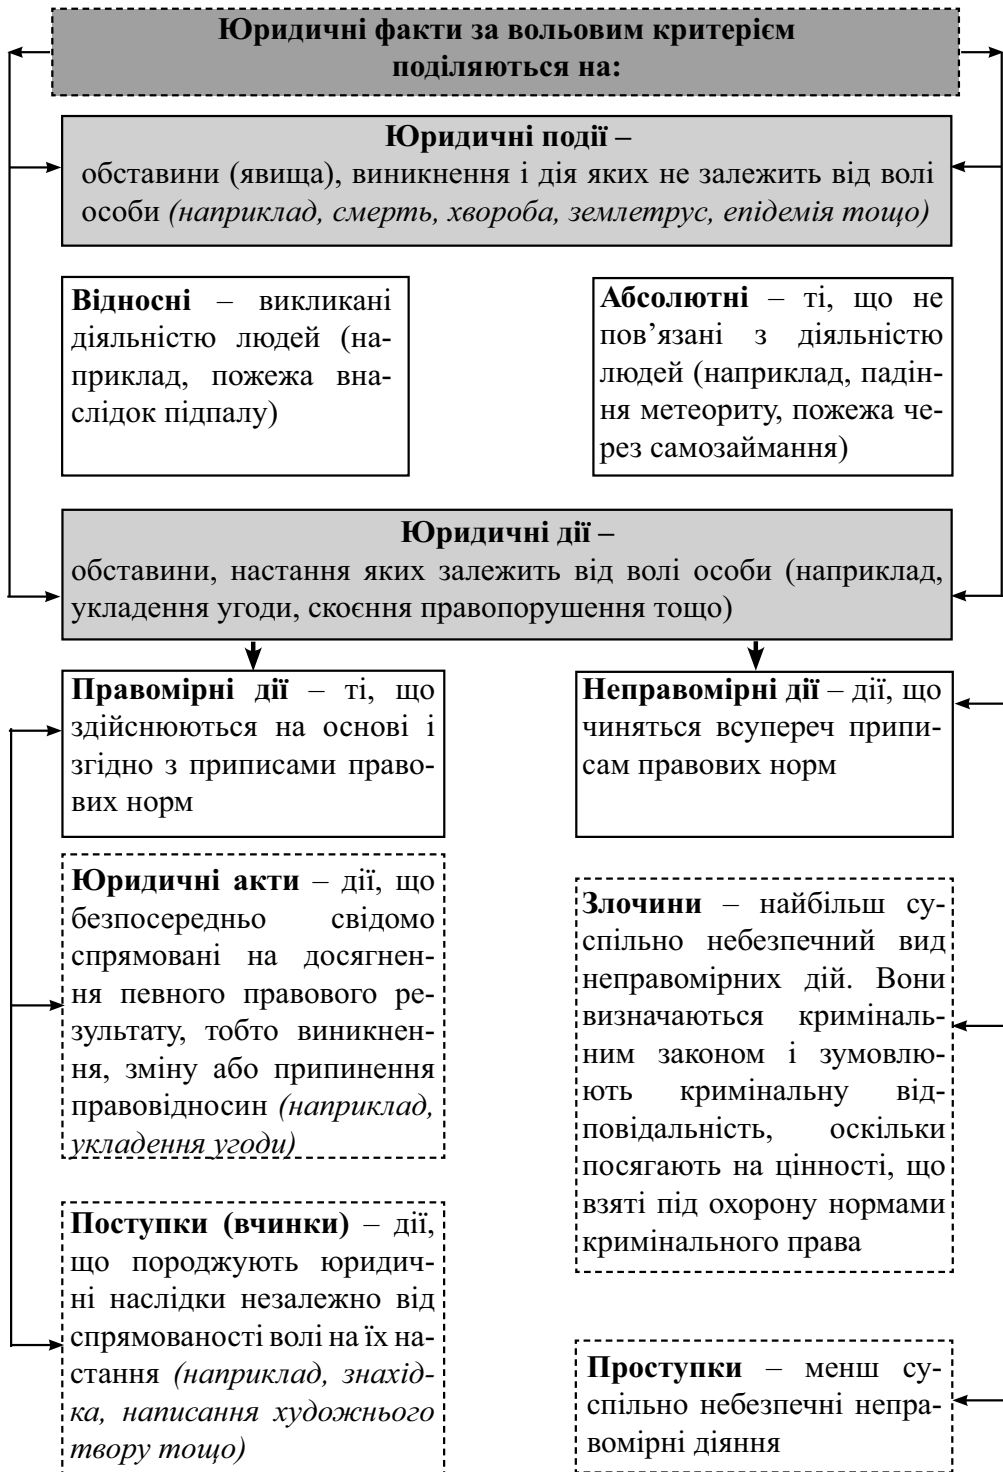 Юридичні факти за вольовим критерієм
поділяються на:
Юридичні події –
обставини (явища), виникнення і дія яких не залежить від волі
особи (наприклад, смерть, хвороба, землетрус, епідемія тощо)
Відносні – викликані
діяльністю людей (на-
приклад, пожежа вна-
слідок підпалу)
Абсолютні – ті, що не
пов’язані з діяльністю
людей (наприклад, падін-
ня метеориту, пожежа че-
рез самозаймання)
Юридичні дії –
обставини, настання яких залежить від волі особи (наприклад,
укладення угоди, скоєння правопорушення тощо)
Правомірні дії – ті, що
здійснюються на основі і
згідно з приписами право-
вих норм
Неправомірні дії – дії, що
чиняться всупереч припи-
сам правових норм
Юридичні акти – дії, що
безпосередньо свідомо
спрямовані на досягнен-
ня певного правового ре-
зультату, тобто виникнен-
ня, зміну або припинення
правовідносин (наприклад,
укладення угоди)
Злочини – найбільш су-
спільно небезпечний вид
неправомірних дій. Вони
визначаються криміналь-
ним законом і зумовлю-
ють кримінальну від-
повідальність, оскільки
посягають на цінності, що
взяті під охорону нормами
кримінального права
Поступки (вчинки) – дії,
що породжують юридич-
ні наслідки незалежно від
спрямованості волі на їх на-
стання (наприклад, знахід-
ка, написання художнього
твору тощо)
Проступки – менш су-
спільно небезпечні непра-
вомірні діяння